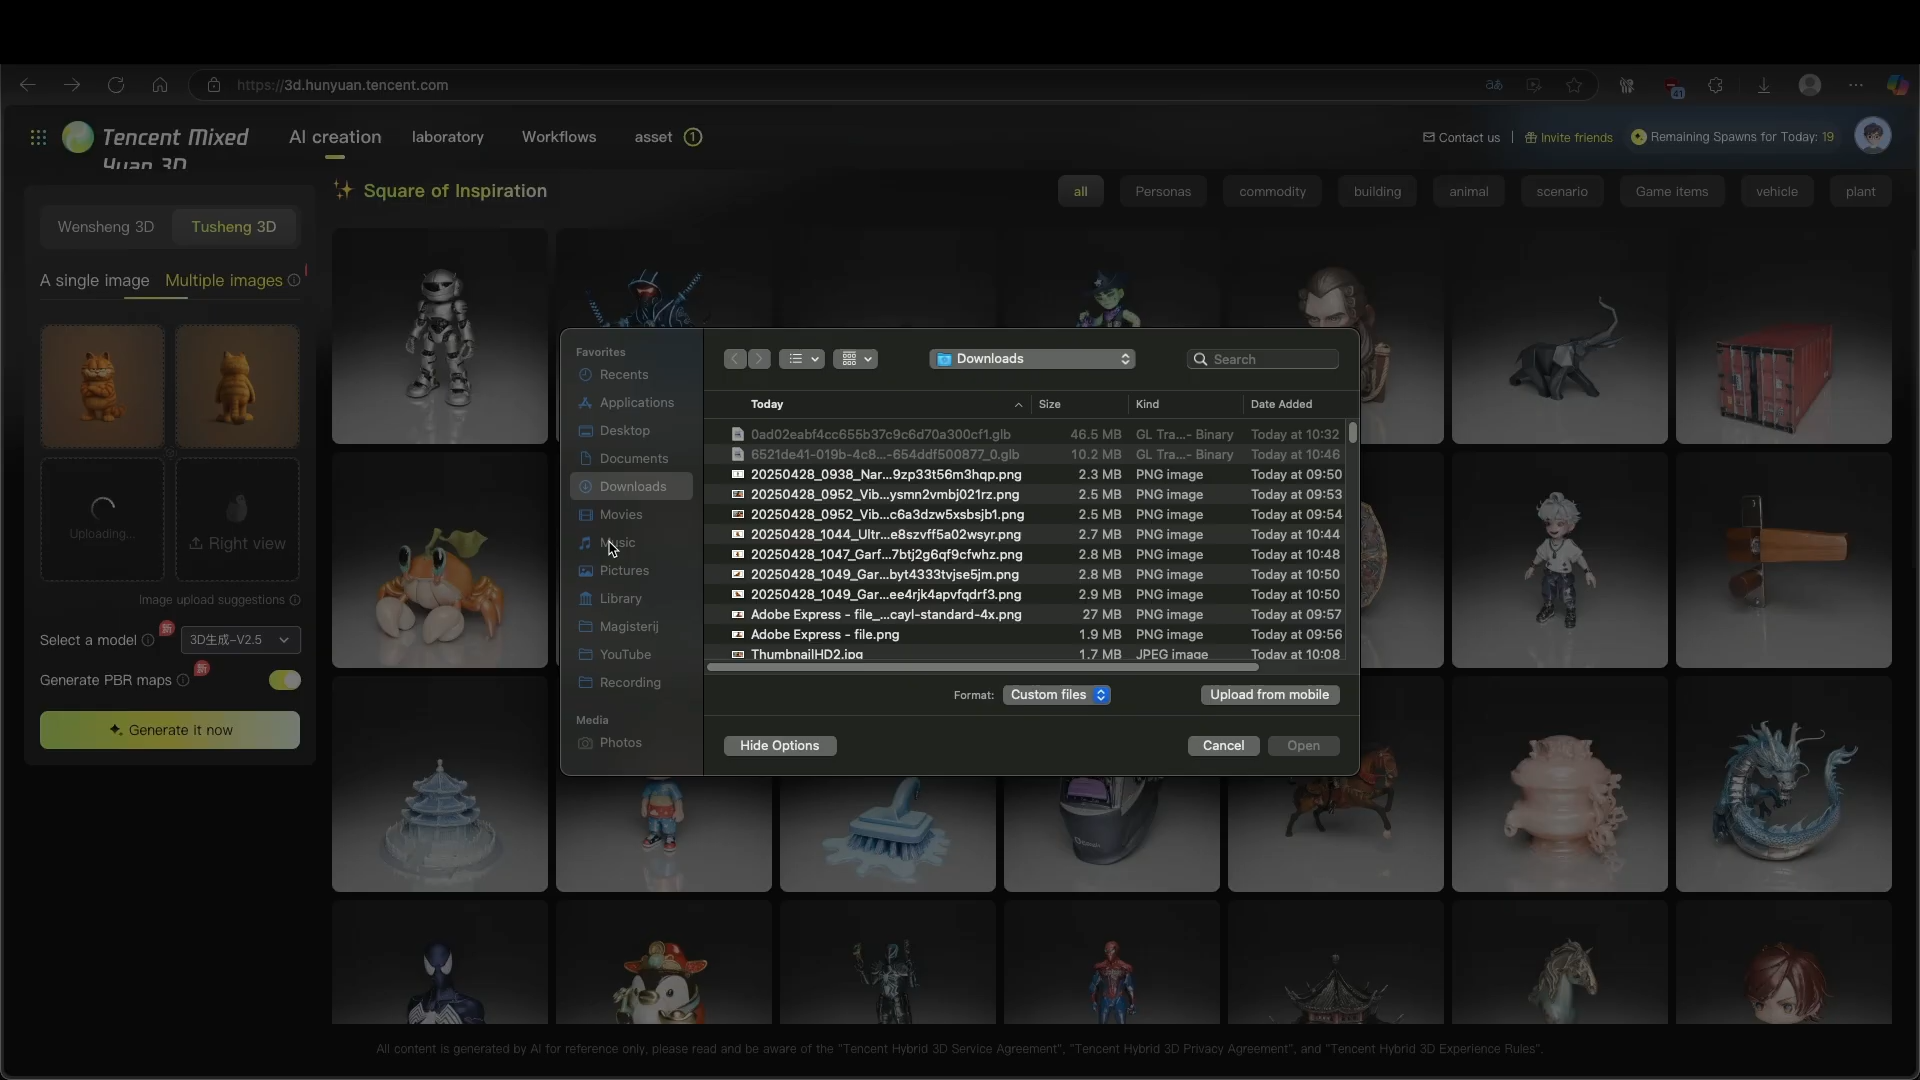 https://3d.hunyuan.tencent.com
41
Tencent Mixed
Yuan 3D
AI creation
laboratory
Workflows
asset 1
Contact us
Invite friends
Remaining Spawns for Today: 19
Wensheng 3D
Tusheng 3D
Square of Inspiration
all
Personas
commodity
building
animal
scenario
Game items
vehicle
plant
A single image
Multiple images
Uploading...
Right view
Image upload suggestions
Select a model
新
3D生成-V2.5
Generate PBR maps
新
Generate it now
Favorites
Recents
Applications
Desktop
Documents
Downloads
Movies
Music
Pictures
Library
Magisterij
YouTube
Recording
Media
Photos
Downloads
Search
Today Size Kind Date Added
0ad02eabf4cc655b37c9c6d70a300cf1.glb 46.5 MB GL Tra...- Binary Today at 10:32
6521de41-019b-4c8...-654ddf500877_0.glb 10.2 MB GL Tra...- Binary Today at 10:46
20250428_0938_Nar...9zp33t56m3hqp.png 2.3 MB PNG image Today at 09:50
20250428_0952_Vib...ysmn2vmbj021rz.png 2.5 MB PNG image Today at 09:53
20250428_0952_Vib...c6a3dzw5xsbsjb1.png 2.5 MB PNG image Today at 09:54
20250428_1044_Ultr...e8szvff5a02wsyr.png 2.7 MB PNG image Today at 10:44
20250428_1047_Garf...7btj2g6qf9cfwhz.png 2.8 MB PNG image Today at 10:48
20250428_1049_Gar...byt4333tvjse5jm.png 2.8 MB PNG image Today at 10:50
20250428_1049_Gar...ee4rjk4apvfqdrf3.png 2.9 MB PNG image Today at 10:50
Adobe Express - file_...cayl-standard-4x.png 27 MB PNG image Today at 09:57
Adobe Express - file.png 1.9 MB PNG image Today at 09:56
ThumbnailHD2.jpg 1.7 MB JPEG image Today at 10:08
Format: Custom files
Upload from mobile
Hide Options
Cancel
Open
All content is generated by AI for reference only, please read and be aware of the "Tencent Hybrid 3D Service Agreement", "Tencent Hybrid 3D Privacy Agreement", and "Tencent Hybrid 3D Experience Rules".